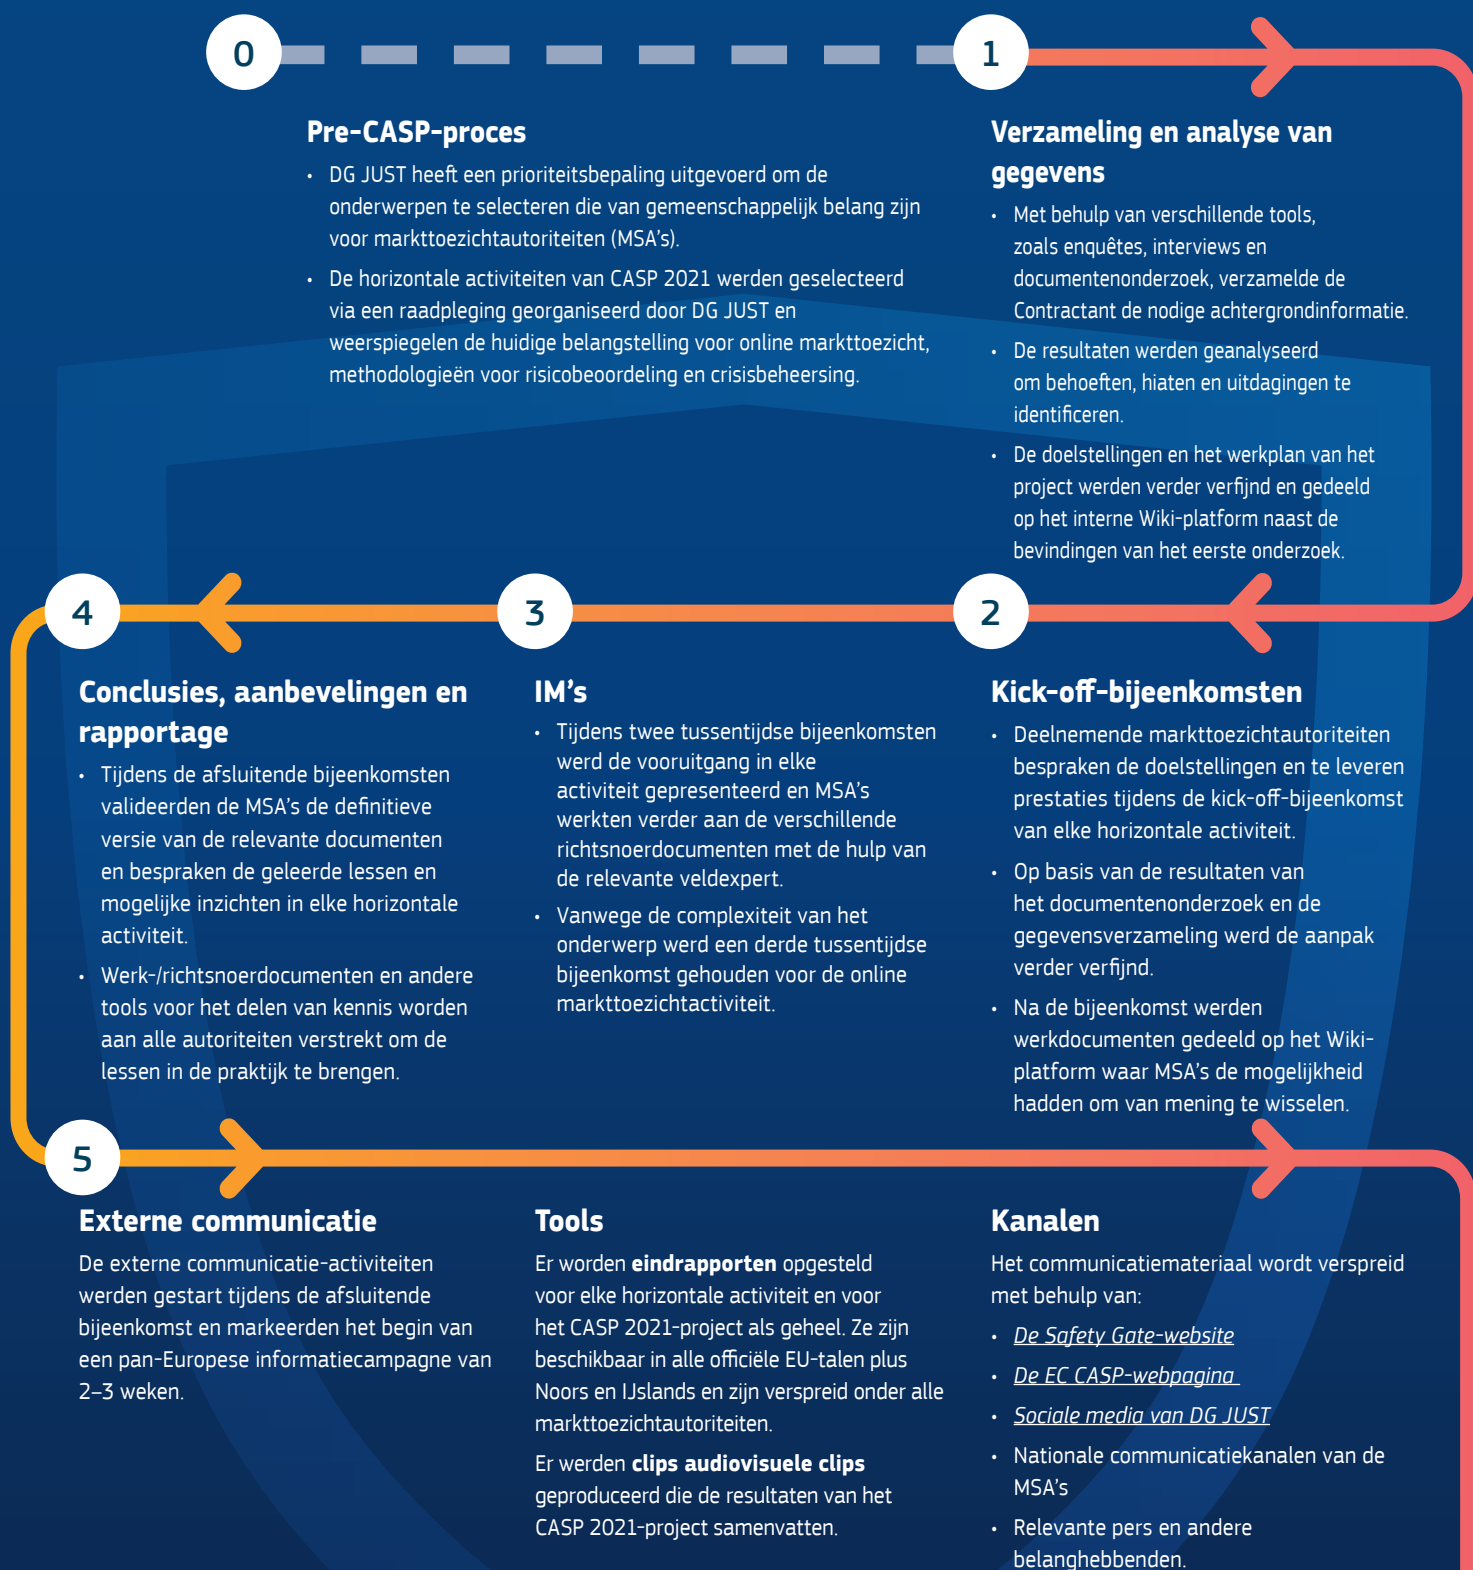 0
Pre-CASP-proces
• DG JUST heeft een prioriteitsbepaling uitgevoerd om de
onderwerpen te selecteren die van gemeenschappelijk belang zijn
voor markttoezichtautoriteiten (MSA's).
• De horizontale activiteiten van CASP 2021 werden geselecteerd
via een raadpleging georganiseerd door DG JUST en
weerspiegelen de huidige belangstelling voor online markttoezicht,
methodologieën voor risicobeoordeling en crisisbeheersing.
1
Verzameling en analyse van
gegevens
• Met behulp van verschillende tools,
zoals enquêtes, interviews en
documentenonderzoek, verzamelde de
Contractant de nodige achtergrondinformatie.
• De resultaten werden geanalyseerd
om behoeften, hiaten en uitdagingen te
identificeren.
• De doelstellingen en het werkplan van het
project werden verder verfijnd en gedeeld
op het interne Wiki-platform naast de
bevindingen van het eerste onderzoek.
2
Kick-off-bijeenkomsten
• Deelnemende markttoezichtautoriteiten
bespraken de doelstellingen en te leveren
prestaties tijdens de kick-off-bijeenkomst
van elke horizontale activiteit.
• Op basis van de resultaten van
het documentenonderzoek en de
gegevensverzameling werd de aanpak
verder verfijnd.
• Na de bijeenkomst werden
werkdocumenten gedeeld op het Wiki-
platform waar MSA's de mogelijkheid
hadden om van mening te wisselen.
3
IM's
• Tijdens twee tussentijdse bijeenkomsten
werd de vooruitgang in elke
activiteit gepresenteerd en MSA's
werkten verder aan de verschillende
richtsnoerdocumenten met de hulp van
de relevante veldexpert.
• Vanwege de complexiteit van het
onderwerp werd een derde tussentijdse
bijeenkomst gehouden voor de online
markttoezichtactiviteit.
4
Conclusies, aanbevelingen en
rapportage
• Tijdens de afsluitende bijeenkomsten
valideerden de MSA's de definitieve
versie van de relevante documenten
en bespraken de geleerde lessen en
mogelijke inzichten in elke horizontale
activiteit.
• Werk-/richtsnoerdocumenten en andere
tools voor het delen van kennis worden
aan alle autoriteiten verstrekt om de
lessen in de praktijk te brengen.
5
Externe communicatie
De externe communicatie-activiteiten
werden gestart tijdens de afsluitende
bijeenkomst en markeerden het begin van
een pan-Europese informatiecampagne van
2–3 weken.
Tools
Er worden eindrapporten opgesteld
voor elke horizontale activiteit en voor
het CASP 2021-project als geheel. Ze zijn
beschikbaar in alle officiële EU-talen plus
Noors en IJslands en zijn verspreid onder alle
markttoezichtautoriteiten.
Er werden clips audiovisuele clips
geproduceerd die de resultaten van het
CASP 2021-project samenvatten.
Kanalen
Het communicatiemateriaal wordt verspreid
met behulp van:
• De Safety Gate-website
• De EC CASP-webpagina
• Sociale media van DG JUST
• Nationale communicatiekanalen van de
MSA's
• Relevante pers en andere
belanghebbenden.